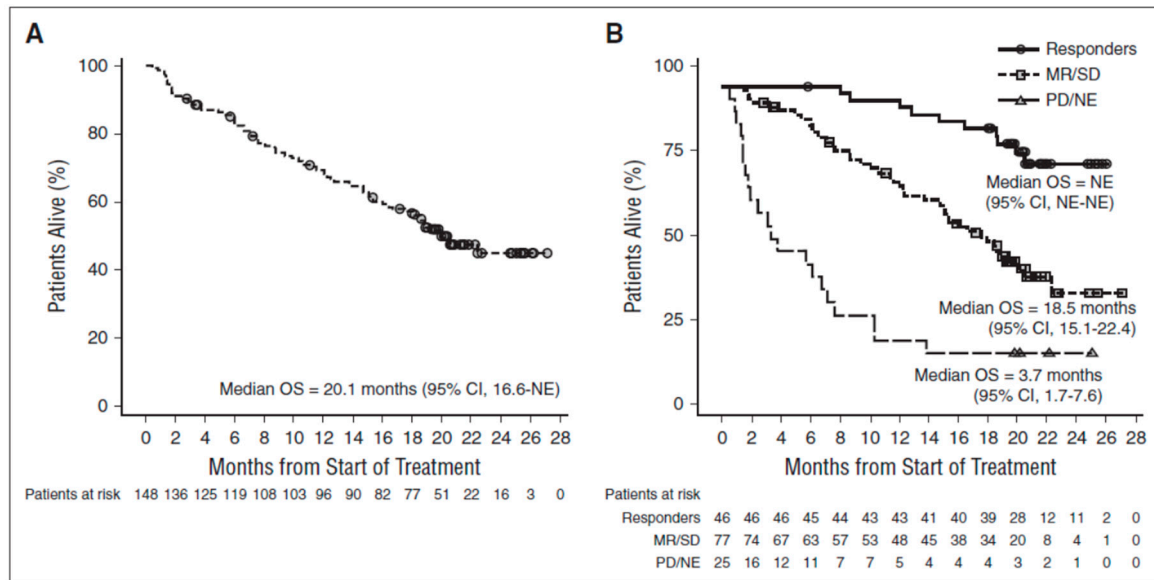 A
100
80
60
40
20
0
Patients Alive (%)
Median OS = 20.1 months (95% CI, 16.6-NE)
0 2 4 6 8 10 12 14 16 18 20 22 24 26 28
Months from Start of Treatment
Patients at risk 148 136 125 119 108 103 96 90 82 77 51 22 16 3 0
B
Responders
MR/SD
PD/NE
100
75
50
25
0
Patients Alive (%)
Median OS = NE
(95% CI, NE-NE)
Median OS = 18.5 months
(95% CI, 15.1-22.4)
Median OS = 3.7 months
(95% CI, 1.7-7.6)
0 2 4 6 8 10 12 14 16 18 20 22 24 26 28
Months from Start of Treatment
Patients at risk
Responders 46 46 46 45 44 43 43 41 40 39 28 12 11 2 0
MR/SD 77 74 67 63 57 53 48 45 38 34 20 8 4 1 0
PD/NE 25 16 12 11 7 7 5 4 4 4 3 2 1 0 0